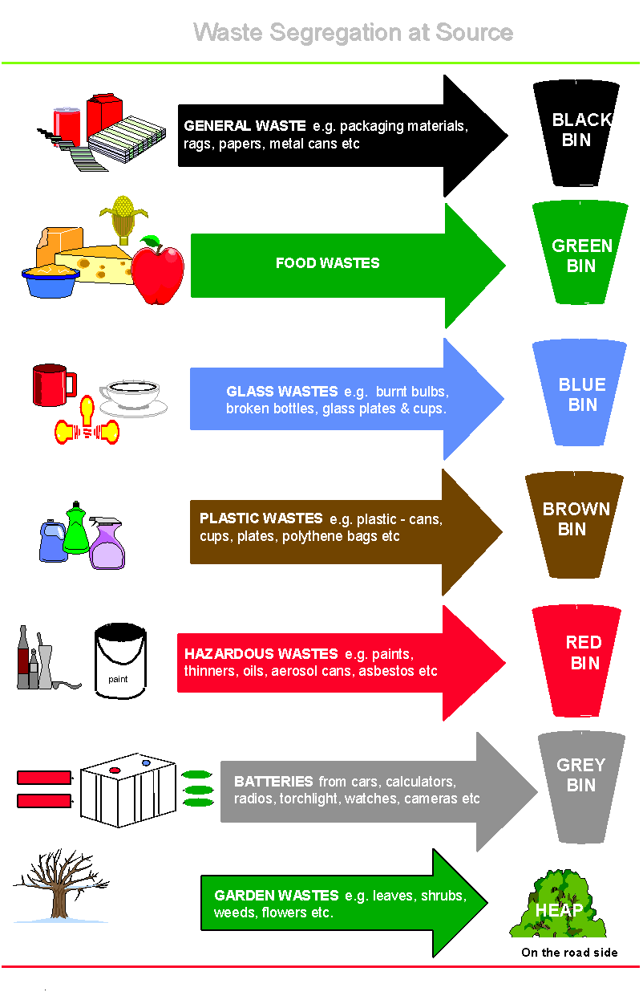 Waste Segregation at Source
GENERAL WASTE e.g. packaging materials,
rags, papers, metal cans etc
BLACK
BIN
FOOD WASTES
GREEN
BIN
GLASS WASTES e.g. burnt bulbs,
broken bottles, glass plates & cups.
BLUE
BIN
PLASTIC WASTES e.g. plastic - cans,
cups, plates, polythene bags etc
BROWN
BIN
paint
HAZARDOUS WASTES e.g. paints,
thinners, oils, aerosol cans, asbestos etc
RED
BIN
BATTERIES from cars, calculators,
radios, torchlight, watches, cameras etc
GREY
BIN
GARDEN WASTES e.g. leaves, shrubs,
weeds, flowers etc.
HEAP
On the road side